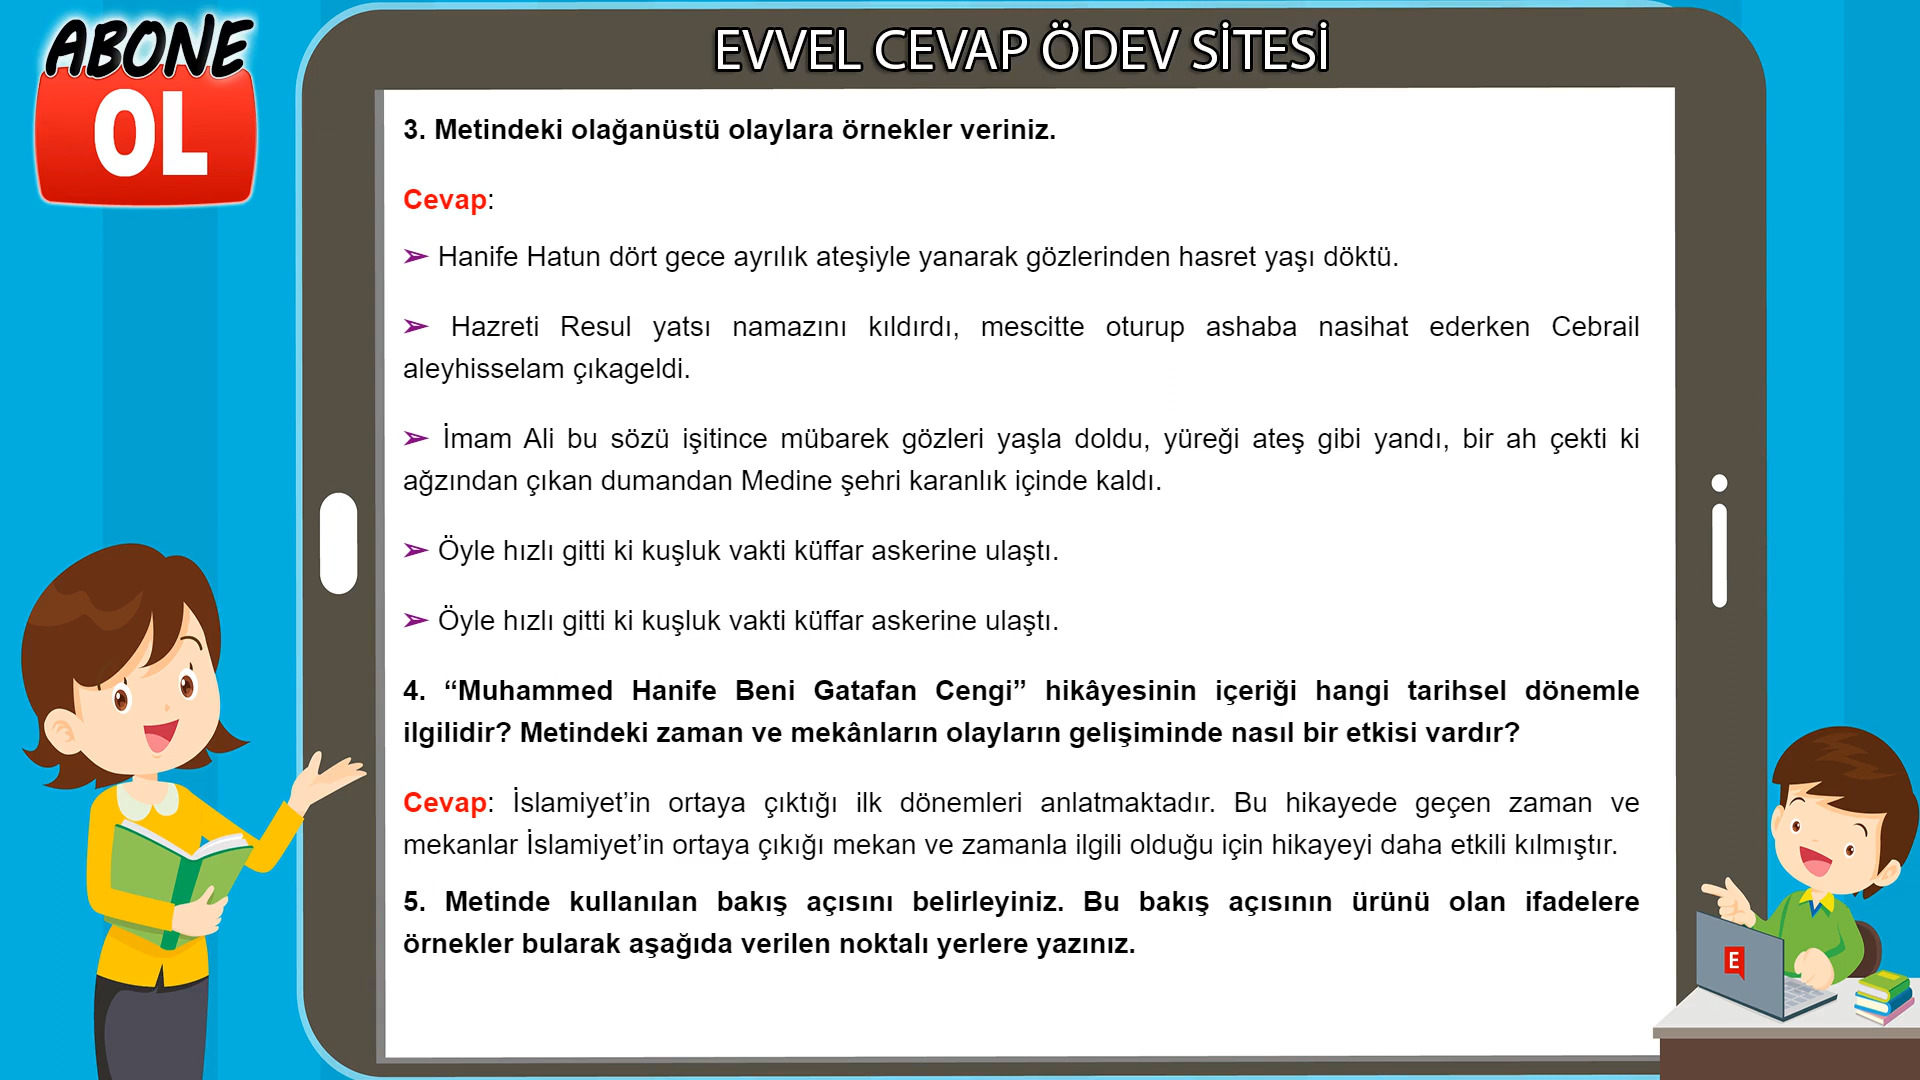 ABONE
OL
EVVEL CEVAP ÖDEV SİTESİ
3. Metindeki olağanüstü olaylara örnekler veriniz.
Cevap:
➢ Hanife Hatun dört gece ayrılık ateşiyle yanarak gözlerinden hasret yaşı döktü.
➢ Hazreti Resul yatsı namazını kıldırdı, mescitte oturup ashaba nasihat ederken Cebrail
aleyhisselam çıkageldi.
➢ İmam Ali bu sözü işitince mübarek gözleri yaşla doldu, yüreği ateş gibi yandı, bir ah çekti ki
ağzından çıkan dumandan Medine şehri karanlık içinde kaldı.
➢ Öyle hızlı gitti ki kuşluk vakti küffar askerine ulaştı.
➢ Öyle hızlı gitti ki kuşluk vakti küffar askerine ulaştı.
4. “Muhammed Hanife Beni Gatafan Cengi” hikâyesinin içeriği hangi tarihsel dönemle
ilgilidir? Metindeki zaman ve mekânların olayların gelişiminde nasıl bir etkisi vardır?
Cevap: İslamiyet’in ortaya çıktığı ilk dönemleri anlatmaktadır. Bu hikayede geçen zaman ve
mekanlar İslamiyet’in ortaya çıkığı mekan ve zamanla ilgili olduğu için hikayeyi daha etkili kılmıştır.
5. Metinde kullanılan bakış açısını belirleyiniz. Bu bakış açısının ürünü olan ifadelere
örnekler bularak aşağıda verilen noktalı yerlere yazınız.
E